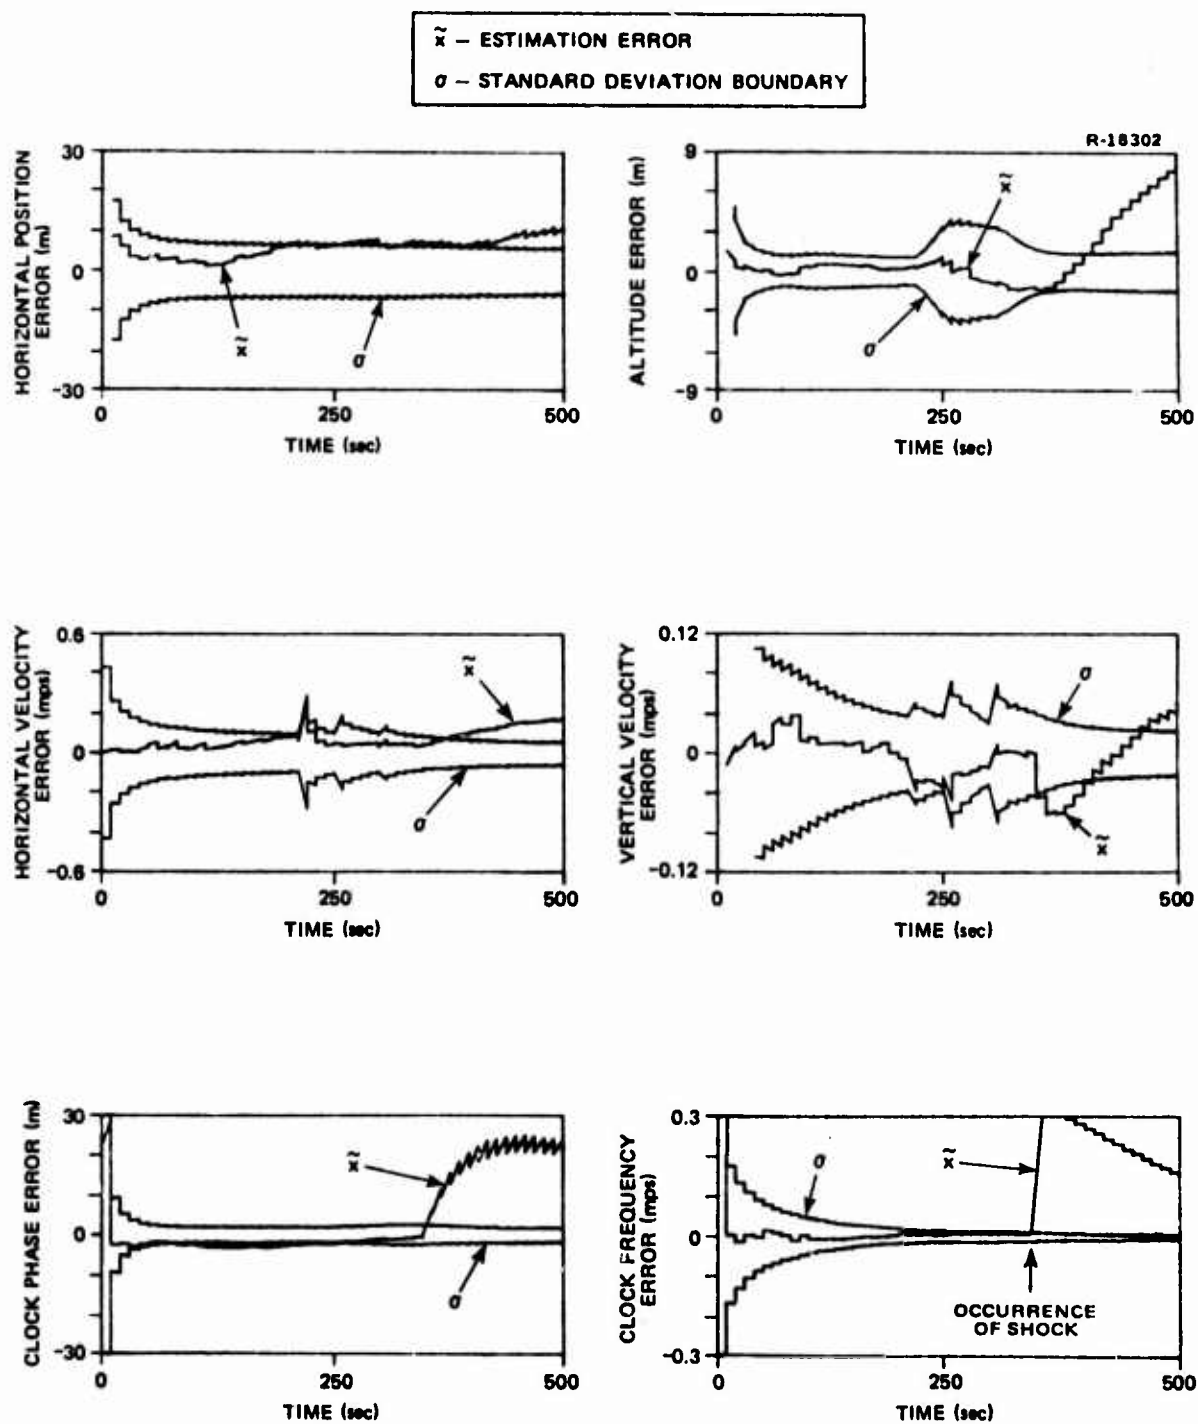 x̃ – ESTIMATION ERROR
σ – STANDARD DEVIATION BOUNDARY
R-18302
HORIZONTAL POSITION
ERROR (m)
30
0
-30
x̃
σ
0
250
500
TIME (sec)
ALTITUDE ERROR (m)
9
0
-9
x̃
σ
0
250
500
TIME (sec)
HORIZONTAL VELOCITY
ERROR (mps)
0.6
0
-0.6
x̃
σ
0
250
500
TIME (sec)
VERTICAL VELOCITY
ERROR (mps)
0.12
0
-0.12
σ
x̃
0
250
500
TIME (sec)
CLOCK PHASE ERROR (m)
30
0
-30
x̃
σ
0
250
500
TIME (sec)
CLOCK FREQUENCY
ERROR (mps)
0.3
0
-0.3
σ
x̃
OCCURRENCE
OF SHOCK
0
250
500
TIME (sec)